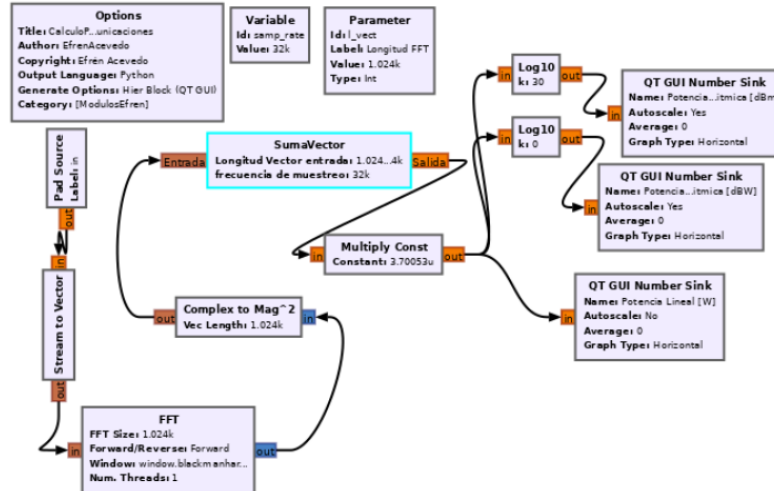 Options
Title: CalculoP...unicaciones
Author: EfrenAcevedo
Copyright: Efrén Acevedo
Output Language: Python
Generate Options: Hier Block (QT GUI)
Category: [ModulosEfren]
Variable
Id: samp_rate
Value: 32k
Parameter
Id: l_vect
Label: Longitud FFT
Value: 1.024k
Type: Int
Pad Source
Label: in
out
in
Stream to Vector
out
in
FFT
FFT Size: 1.024k
Forward/Reverse: Forward
Window: window.blackmanhar...
Num. Threads: 1
out
out
Complex to Mag^2
Vec Length: 1.024k
in
Entrada
SumaVector
Longitud Vector entrada: 1.024...4k
frecuencia de muestreo: 32k
Salida
in
Multiply Const
Constant: 3.70053u
out
in
Log10
k: 30
out
in
Log10
k: 0
out
in
QT GUI Number Sink
Name: Potencia...itmica [dBm]
Autoscale: Yes
Average: 0
Graph Type: Horizontal
in
QT GUI Number Sink
Name: Potencia...itmica [dBW]
Autoscale: Yes
Average: 0
Graph Type: Horizontal
in
QT GUI Number Sink
Name: Potencia Lineal [W]
Autoscale: No
Average: 0
Graph Type: Horizontal